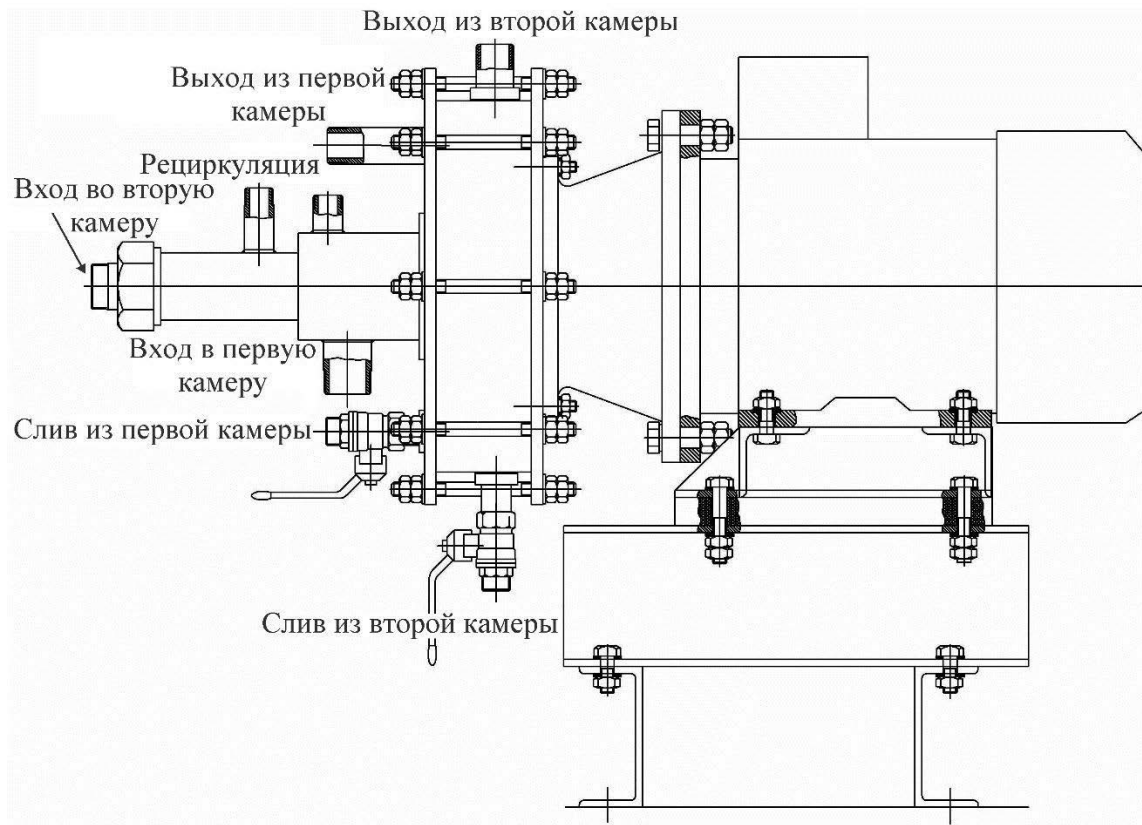 Выход из второй камеры
Выход из первой
камеры
Рециркуляция
Вход во вторую
камеру
Вход в первую
камеру
Слив из первой камеры
Слив из второй камеры